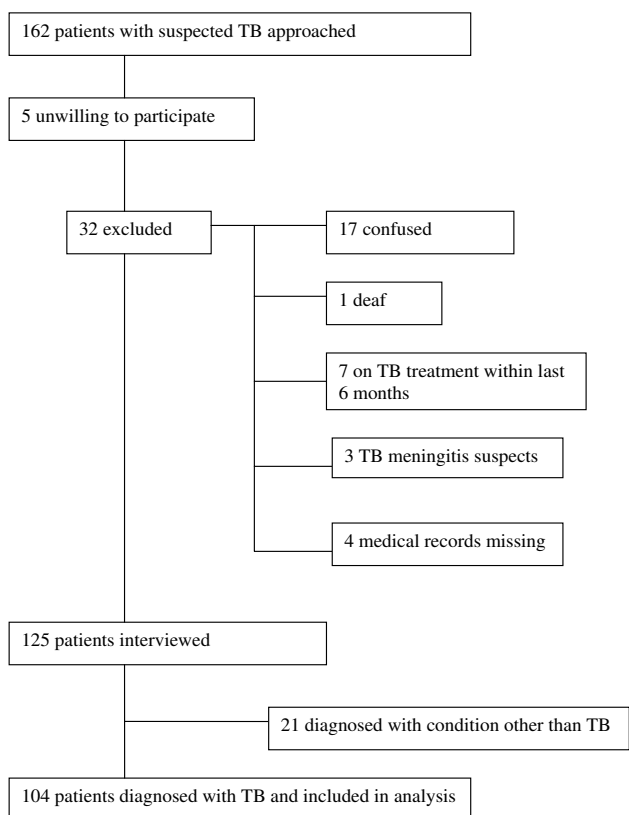 162 patients with suspected TB approached
5 unwilling to participate
32 excluded
17 confused
1 deaf
7 on TB treatment within last
6 months
3 TB meningitis suspects
4 medical records missing
125 patients interviewed
21 diagnosed with condition other than TB
104 patients diagnosed with TB and included in analysis